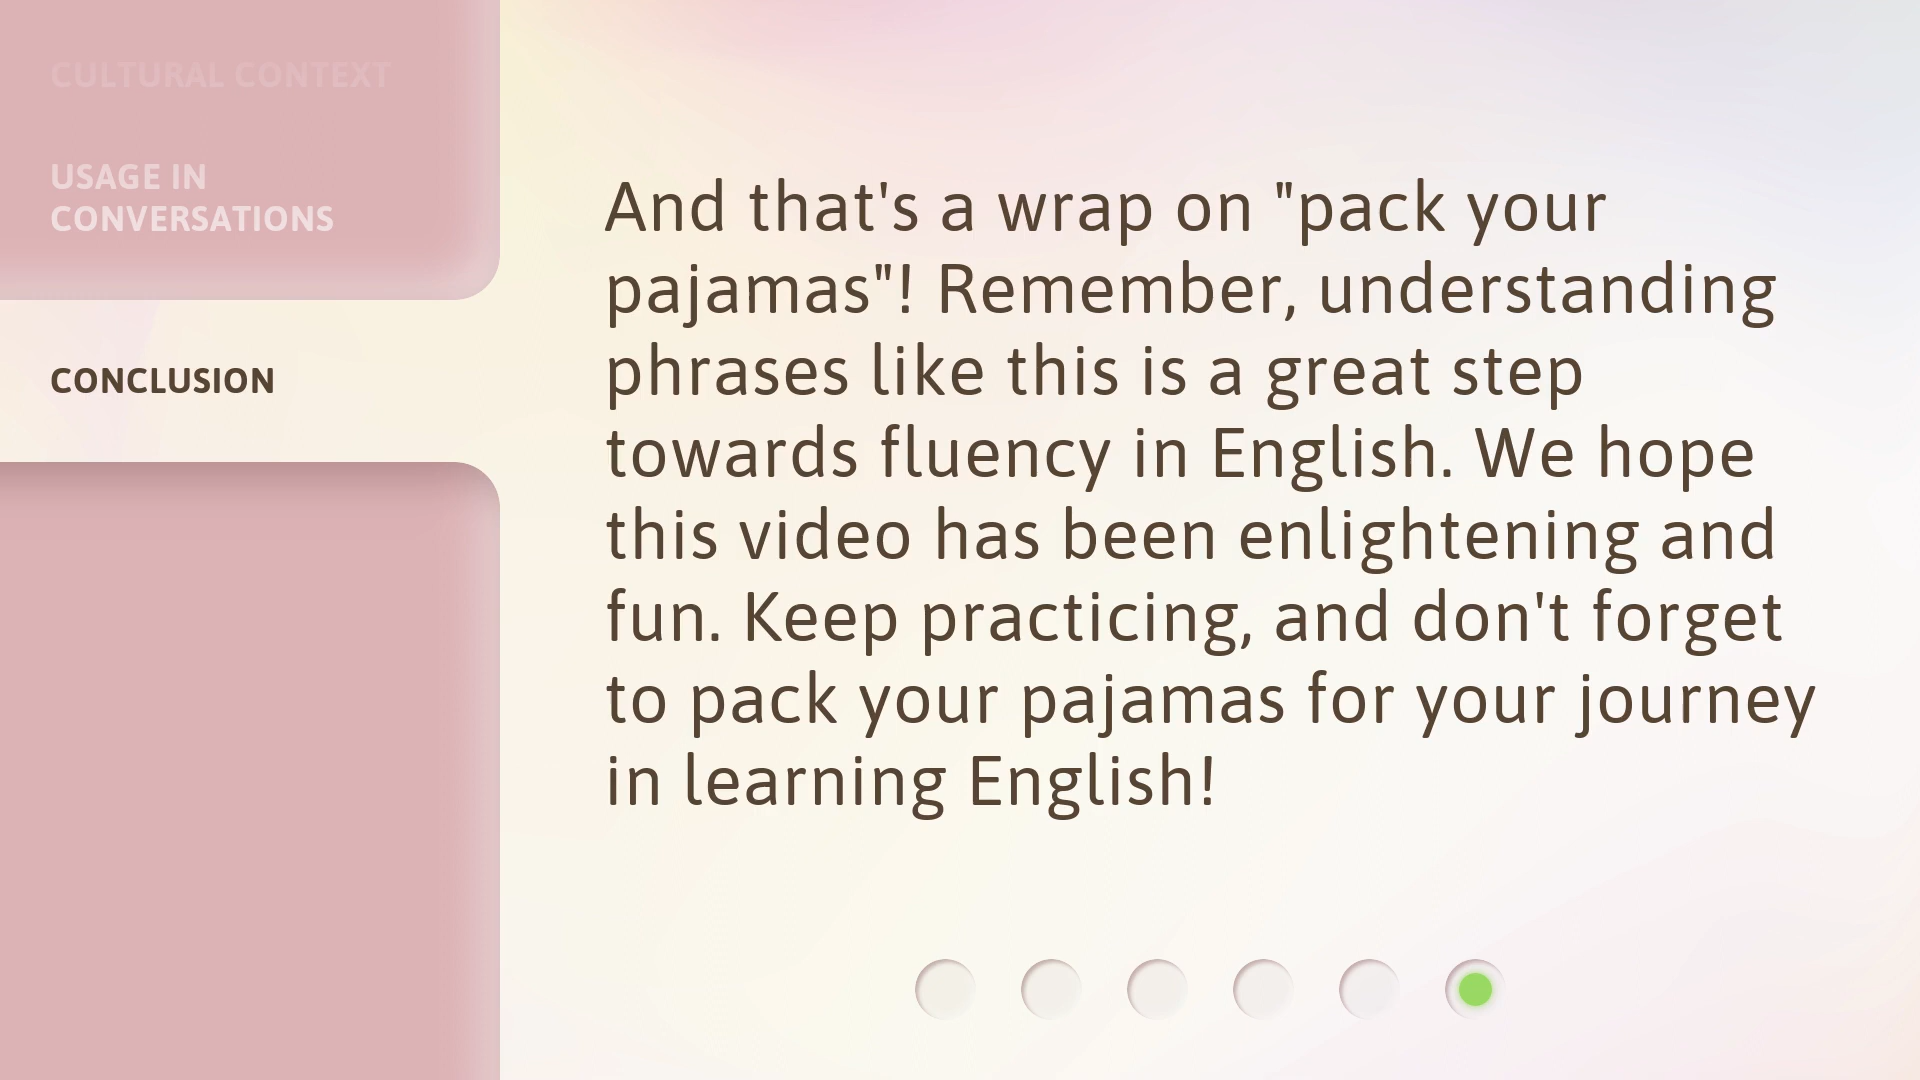 CULTURAL CONTEXT
USAGE IN
CONVERSATIONS
CONCLUSION
And that's a wrap on "pack your
pajamas"! Remember, understanding
phrases like this is a great step
towards fluency in English. We hope
this video has been enlightening and
fun. Keep practicing, and don't forget
to pack your pajamas for your journey
in learning English!